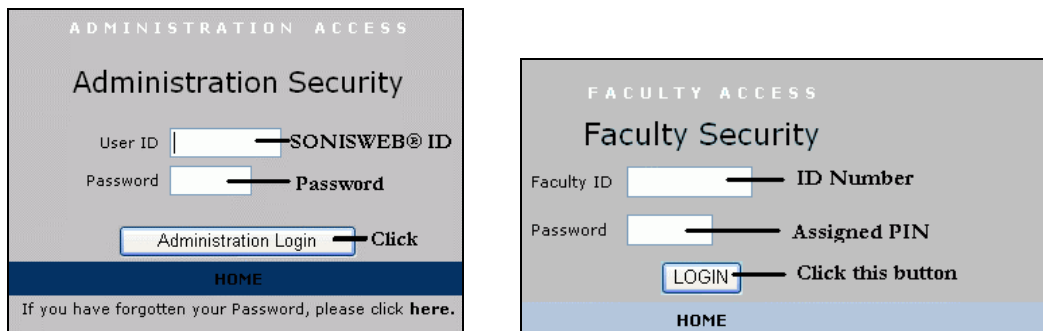 ADMINISTRATION ACCESS
Administration Security
User ID SONISWEB® ID
Password Password
Administration Login Click
HOME
If you have forgotten your Password, please click here.
FACULTY ACCESS
Faculty Security
Faculty ID ID Number
Password Assigned PIN
LOGIN Click this button
HOME